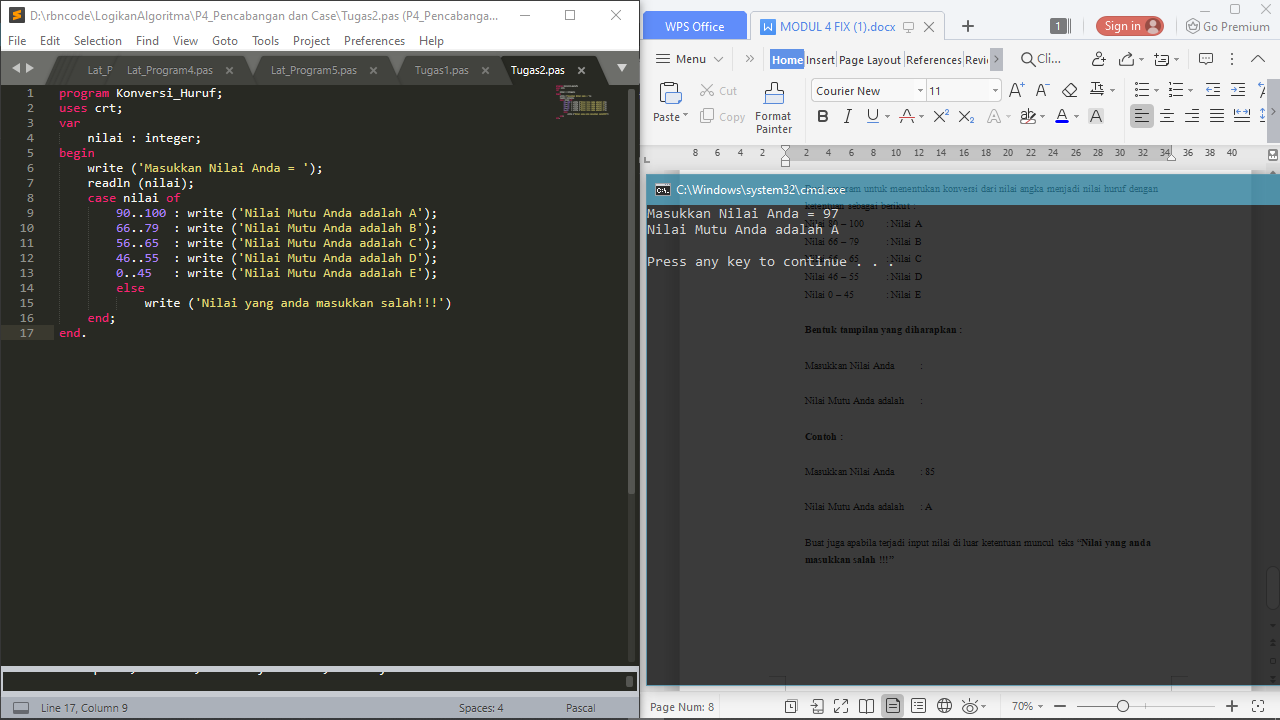 D:\rbncode\LogikanAlgoritma\P4_Pencabangan dan Case\Tugas2.pas (P4_Pencabanga...
File Edit Selection Find View Goto Tools Project Preferences Help
Lat_P Lat_Program4.pas Lat_Program5.pas Tugas1.pas Tugas2.pas
1 program Konversi_Huruf;
2 uses crt;
3 var
4 nilai : integer;
5 begin
6 write ('Masukkan Nilai Anda = ');
7 readln (nilai);
8 case nilai of
9 90..100 : write ('Nilai Mutu Anda adalah A');
10 66..79 : write ('Nilai Mutu Anda adalah B');
11 56..65 : write ('Nilai Mutu Anda adalah C');
12 46..55 : write ('Nilai Mutu Anda adalah D');
13 0..45 : write ('Nilai Mutu Anda adalah E');
14 else
15 write ('Nilai yang anda masukkan salah!!!')
16 end;
17 end.
Line 17, Column 9 Spaces: 4 Pascal
WPS Office MODUL 4 FIX (1).docx 1 Sign in Go Premium
Menu Home Insert Page Layout References Revi Cli...
Paste Cut Copy Format Painter Courier New 11
B I U A X² X₂ A ab A A
8 6 4 2 2 4 6 8 10 12 14 16 18 20 22 24 26 28 30 32 34 36 38 40
C:\Windows\system32\cmd.exe
Masukkan Nilai Anda = 97
Nilai Mutu Anda adalah A
Press any key to continue . . .
untuk menentukan konversi dari nilai angka menjadi nilai huruf dengan
ketentuan sebagai berikut :
Nilai 80 – 100 : Nilai A
Nilai 66 – 79 : Nilai B
65 : Nilai C
Nilai 46 – 55 : Nilai D
Nilai 0 – 45 : Nilai E
Bentuk tampilan yang diharapkan :
Masukkan Nilai Anda :
Nilai Mutu Anda adalah :
Contoh :
Masukkan Nilai Anda : 85
Nilai Mutu Anda adalah : A
Buat juga apabila terjadi input nilai di luar ketentuan muncul teks “Nilai yang anda
masukkan salah !!!”
Page Num: 8 70%